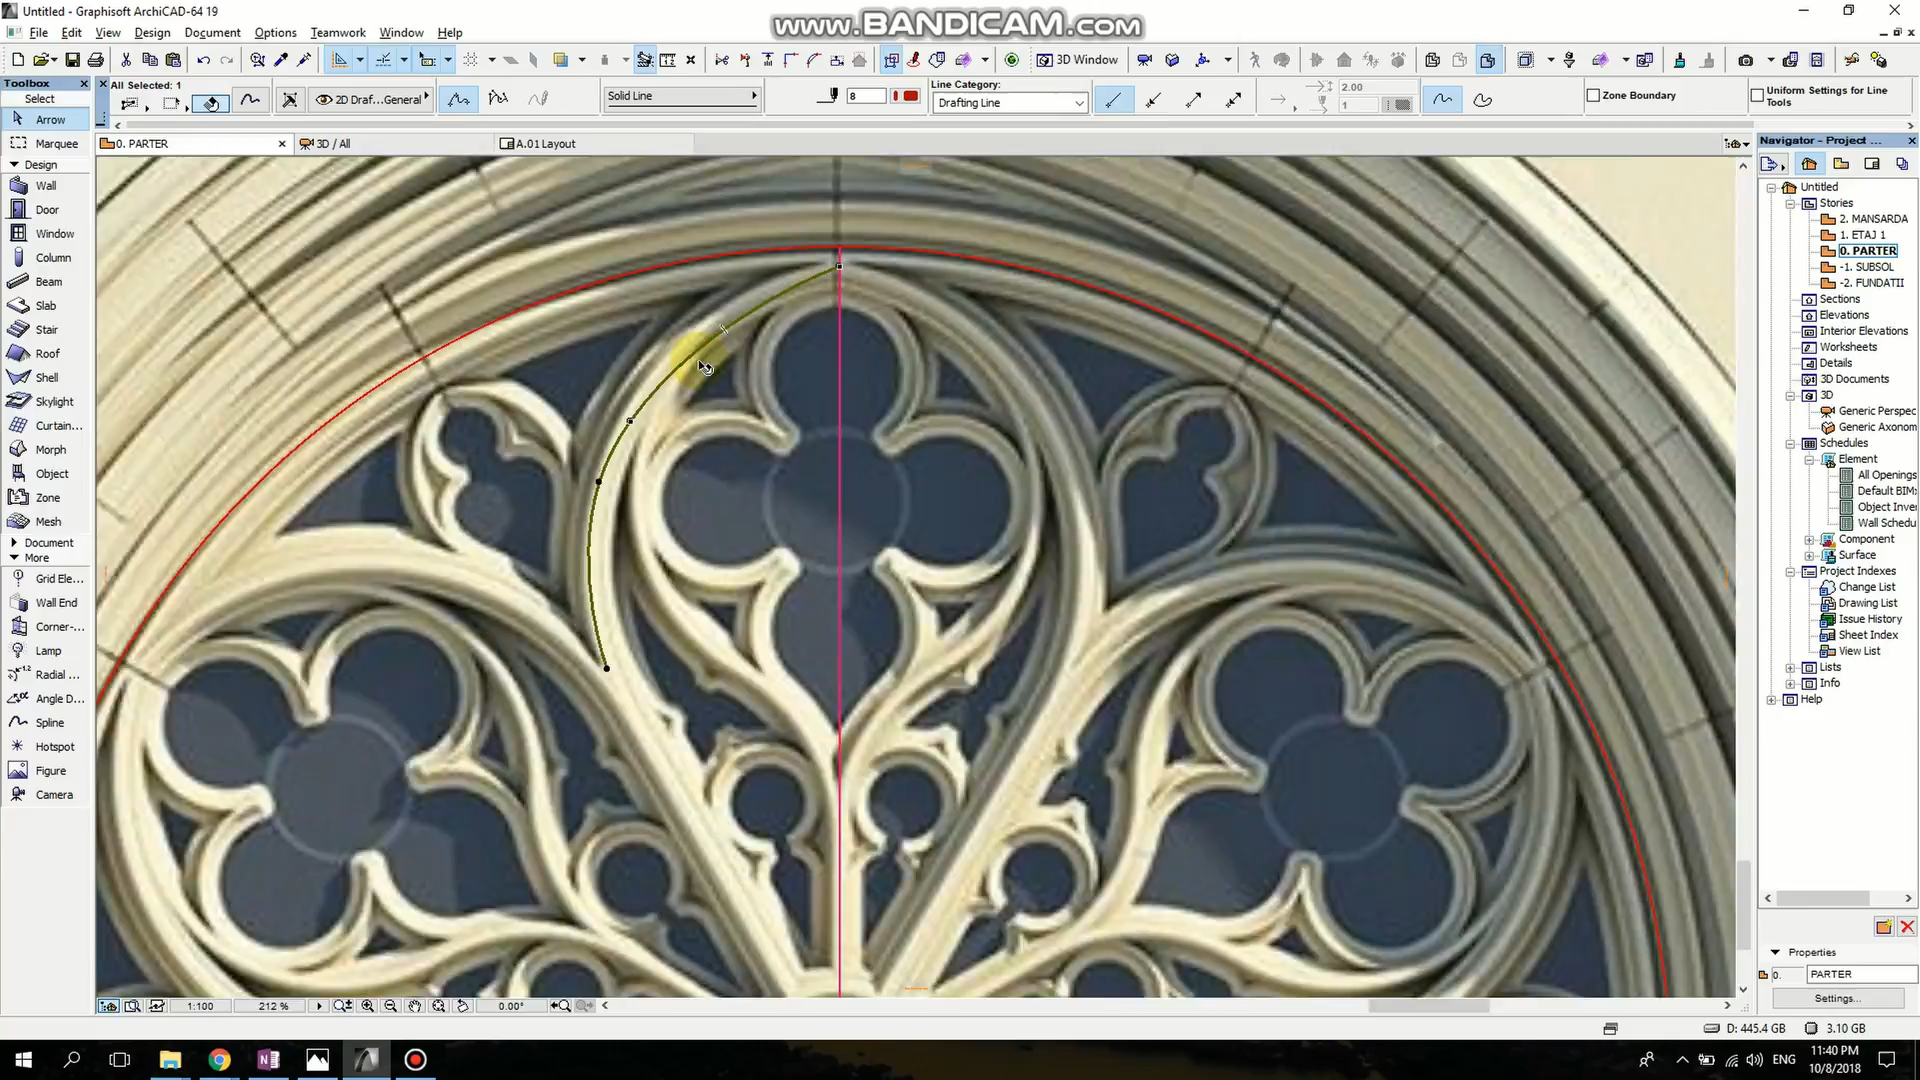 Untitled - Graphisoft ArchiCAD-64 19
www.BANDICAM.com
File Edit View Design Document Options Teamwork Window Help
3D Window
Toolbox
Select
Arrow
Marquee
Design
Wall
Door
Window
Column
Beam
Slab
Stair
Roof
Shell
Skylight
Curtain...
Morph
Object
Zone
Mesh
Document
More
Grid Ele...
Wall End
Corner-...
Lamp
Radial ...
Angle D...
Spline
Hotspot
Figure
Camera
All Selected: 1
2D Draf...General
Solid Line
8
Line Category:
Drafting Line
2.00
1
Zone Boundary
Uniform Settings for Line
Tools
0. PARTER
3D / All
A.01 Layout
Navigator - Project ...
Untitled
Stories
2. MANSARDA
1. ETAJ 1
0. PARTER
-1. SUBSOL
-2. FUNDATII
Sections
Elevations
Interior Elevations
Worksheets
Details
3D Documents
3D
Generic Perspec
Generic Axonom
Schedules
Element
All Openings
Default BIMx
Object Inver
Wall Schedu
Component
Surface
Project Indexes
Change List
Drawing List
Issue History
Sheet Index
View List
Lists
Info
Help
Properties
0. PARTER
Settings...
1:100
212 %
0.00°
D: 445.4 GB
3.10 GB
ENG
11:40 PM
10/8/2018